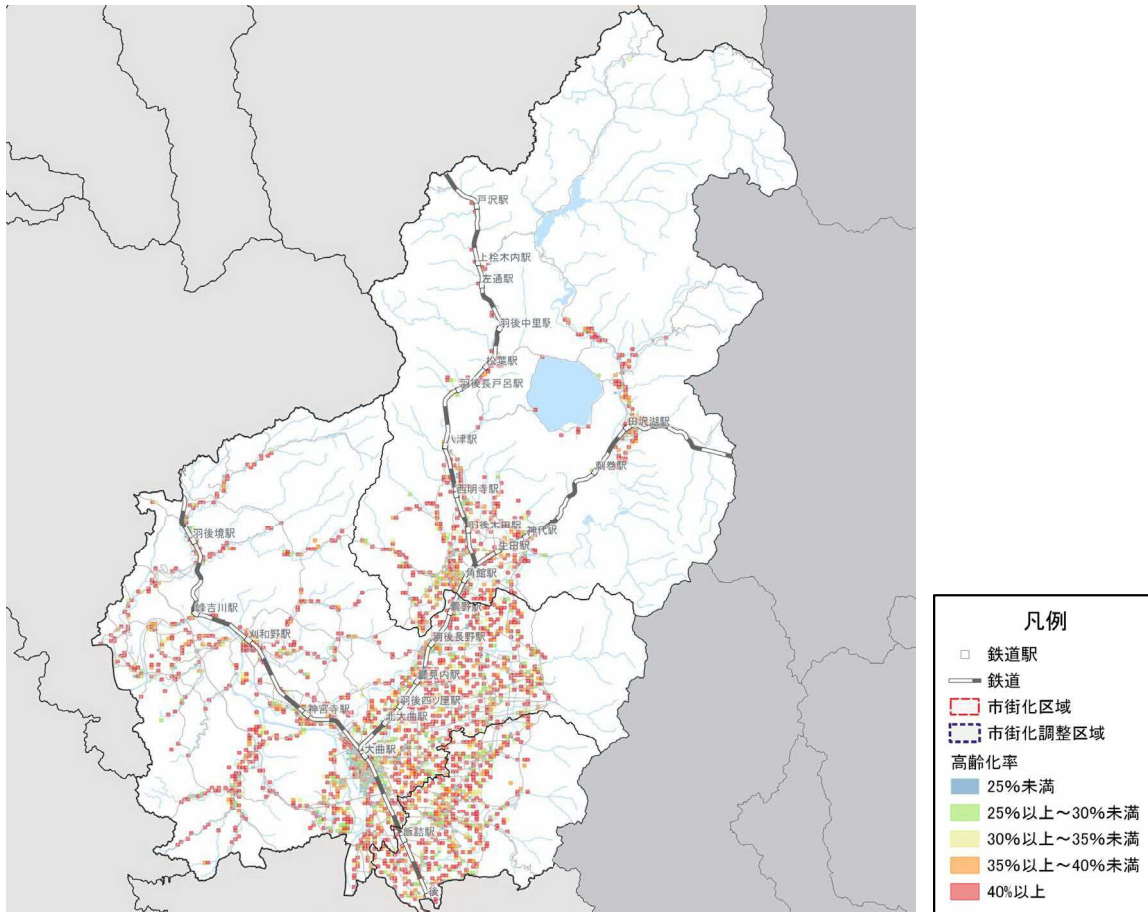 戸沢駅
上桧木内駅
左通駅
羽後中里駅
松葉駅
羽後長戸呂駅
八津駅
田沢湖駅
刺巻駅
西明寺駅
羽後太田駅
神代駅
生田駅
角館駅
羽後境駅
鶯野駅
峰吉川駅
刈和野駅
羽後長野駅
鑓見内駅
羽後四ツ屋駅
神宮寺駅
北大曲駅
大曲駅
飯詰駅
後
凡例
鉄道駅
鉄道
市街化区域
市街化調整区域
高齢化率
25%未満
25%以上～30%未満
30%以上～35%未満
35%以上～40%未満
40%以上